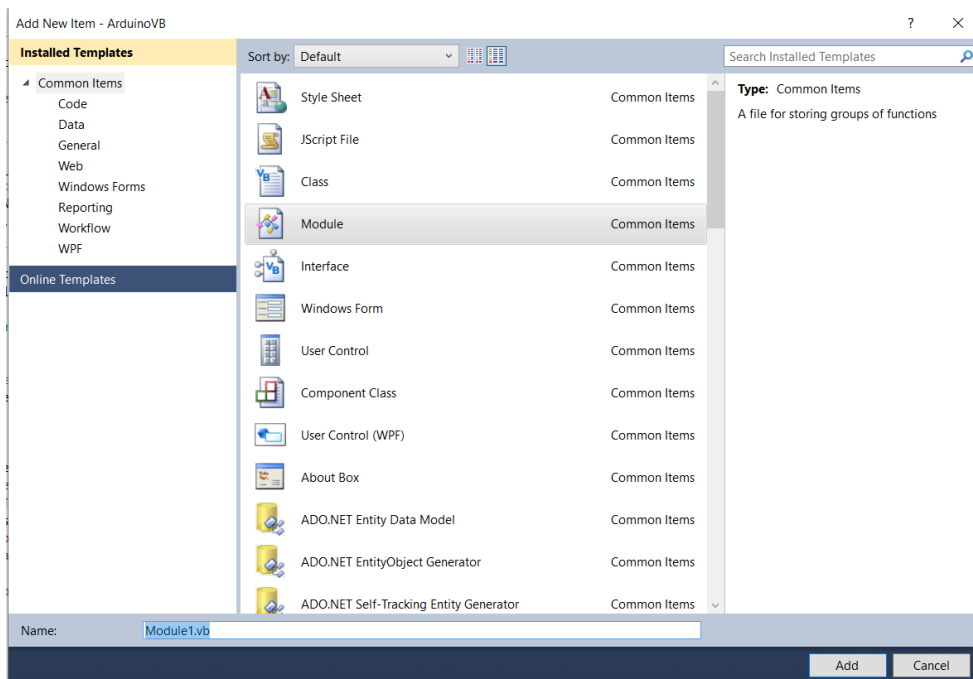 Add New Item - ArduinoVB
? ×
Installed Templates
Sort by: Default
Search Installed Templates
Common Items
Code
Data
General
Web
Windows Forms
Reporting
Workflow
WPF
Online Templates
Style Sheet Common Items
JScript File Common Items
Class Common Items
Module Common Items
Interface Common Items
Windows Form Common Items
User Control Common Items
Component Class Common Items
User Control (WPF) Common Items
About Box Common Items
ADO.NET Entity Data Model Common Items
ADO.NET EntityObject Generator Common Items
ADO.NET Self-Tracking Entity Generator Common Items
Type: Common Items
A file for storing groups of functions
Name: Module1.vb
Add Cancel